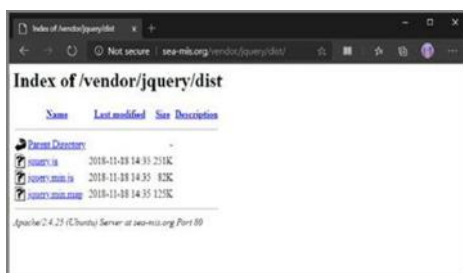 Index of /vendor/jquery/dist
Not secure | sea-mis.org/vendor/jquery/dist/
Index of /vendor/jquery/dist
Name Last modified Size Description
Parent Directory -
jquery.js 2018-11-18 14:35 251K
jquery.min.js 2018-11-18 14:35 82K
jquery.min.map 2018-11-18 14:35 125K
Apache/2.4.25 (Ubuntu) Server at sea-mis.org Port 80